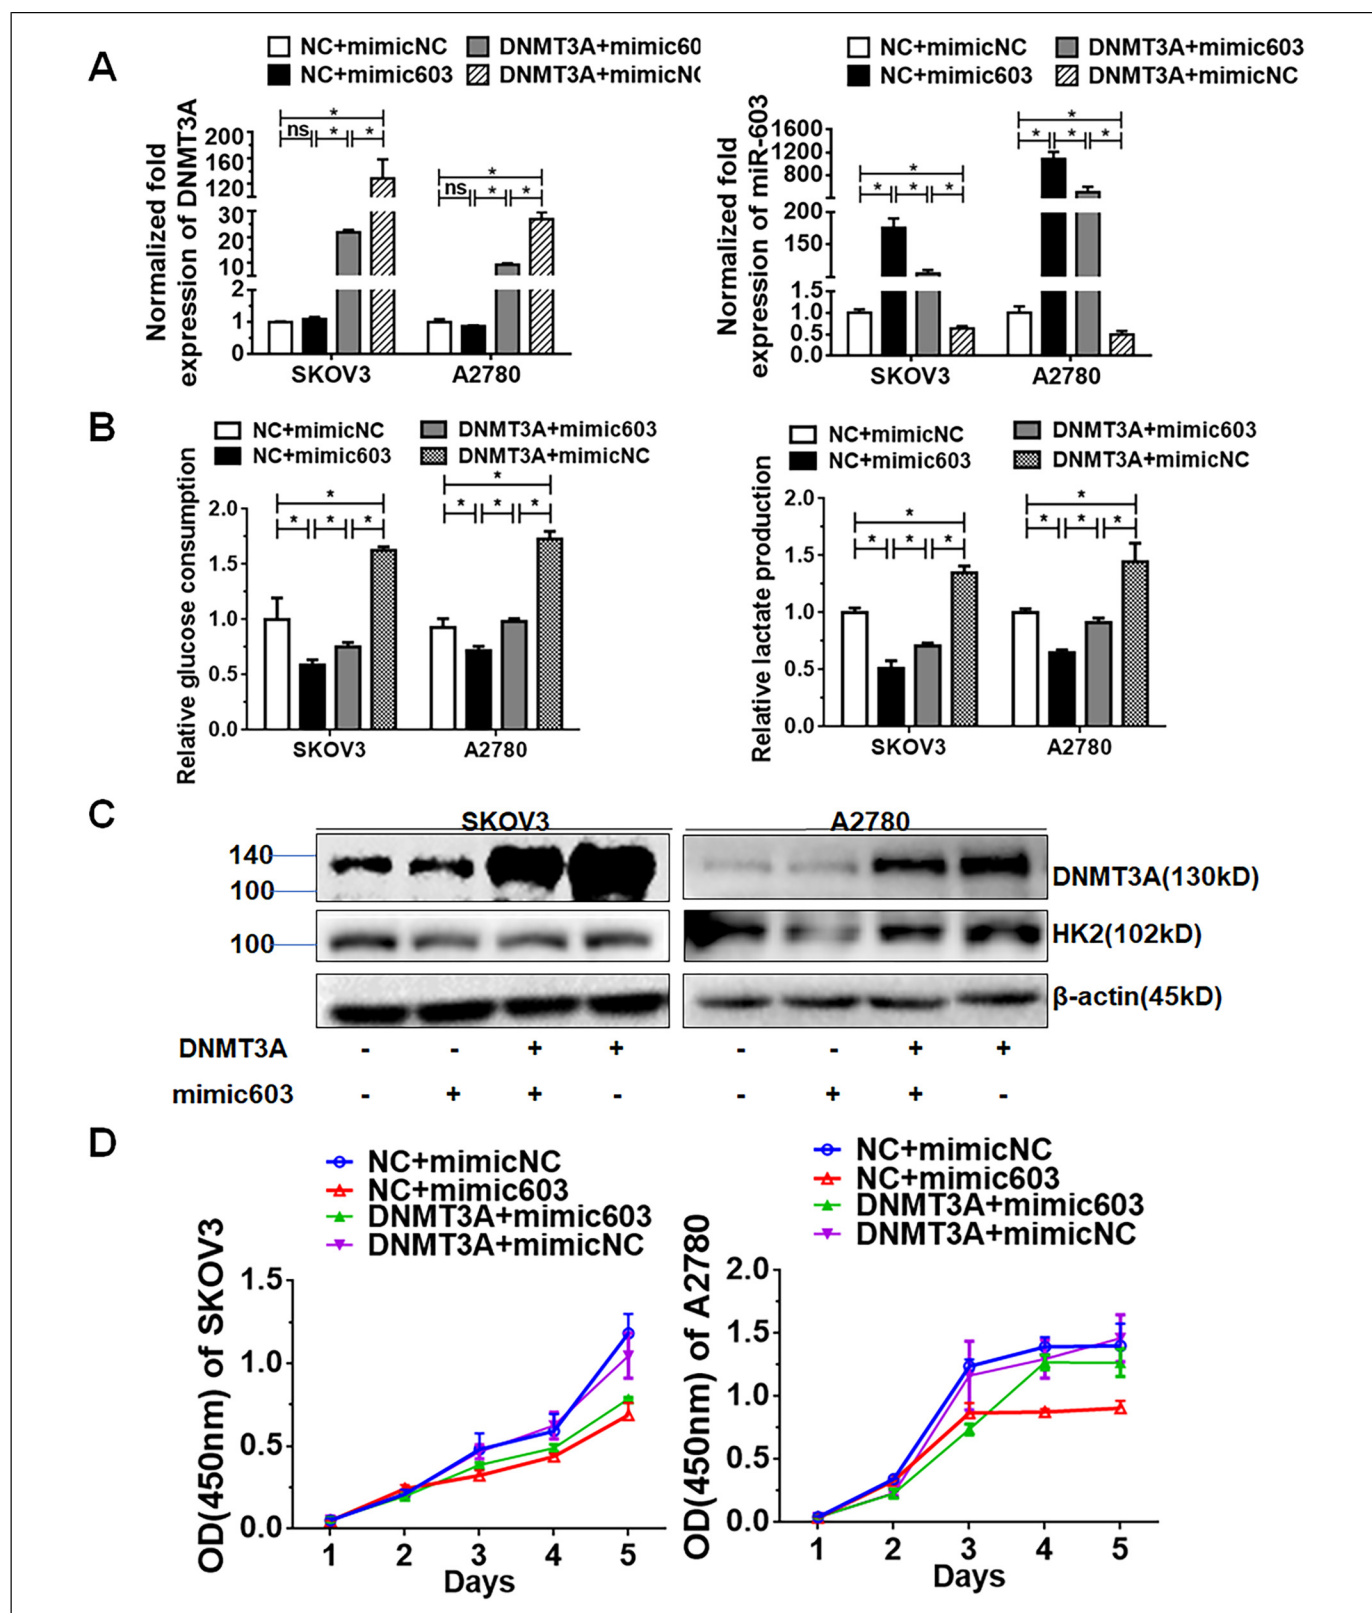 A
NC+mimicNC
DNMT3A+mimic60
NC+mimic603
DNMT3A+mimicNC
Normalized fold
expression of DNMT3A
200
160
120
30
20
10
2
1
0
ns * *
*
ns * *
*
SKOV3
A2780
NC+mimicNC
DNMT3A+mimic603
NC+mimic603
DNMT3A+mimicNC
Normalized fold
expression of miR-603
1600
1200
800
200
150
1.5
1.0
0.5
0.0
*
* * *
*
* * *
SKOV3
A2780
B
NC+mimicNC
DNMT3A+mimic603
NC+mimic603
DNMT3A+mimicNC
Relative glucose consumption
2.0
1.5
1.0
0.5
0.0
*
* * *
*
* * *
SKOV3
A2780
NC+mimicNC
DNMT3A+mimic603
NC+mimic603
DNMT3A+mimicNC
Relative lactate production
2.0
1.5
1.0
0.5
0.0
*
* * *
*
* * *
SKOV3
A2780
C
SKOV3
A2780
140
100
DNMT3A(130kD)
100
HK2(102kD)
β-actin(45kD)
DNMT3A - - + + - - + +
mimic603 - + + - - + + -
D
NC+mimicNC
NC+mimic603
DNMT3A+mimic603
DNMT3A+mimicNC
OD(450nm) of SKOV3
1.5
1.0
0.5
0.0
1 2 3 4 5
Days
NC+mimicNC
NC+mimic603
DNMT3A+mimic603
DNMT3A+mimicNC
OD(450nm) of A2780
2.0
1.5
1.0
0.5
0.0
1 2 3 4 5
Days